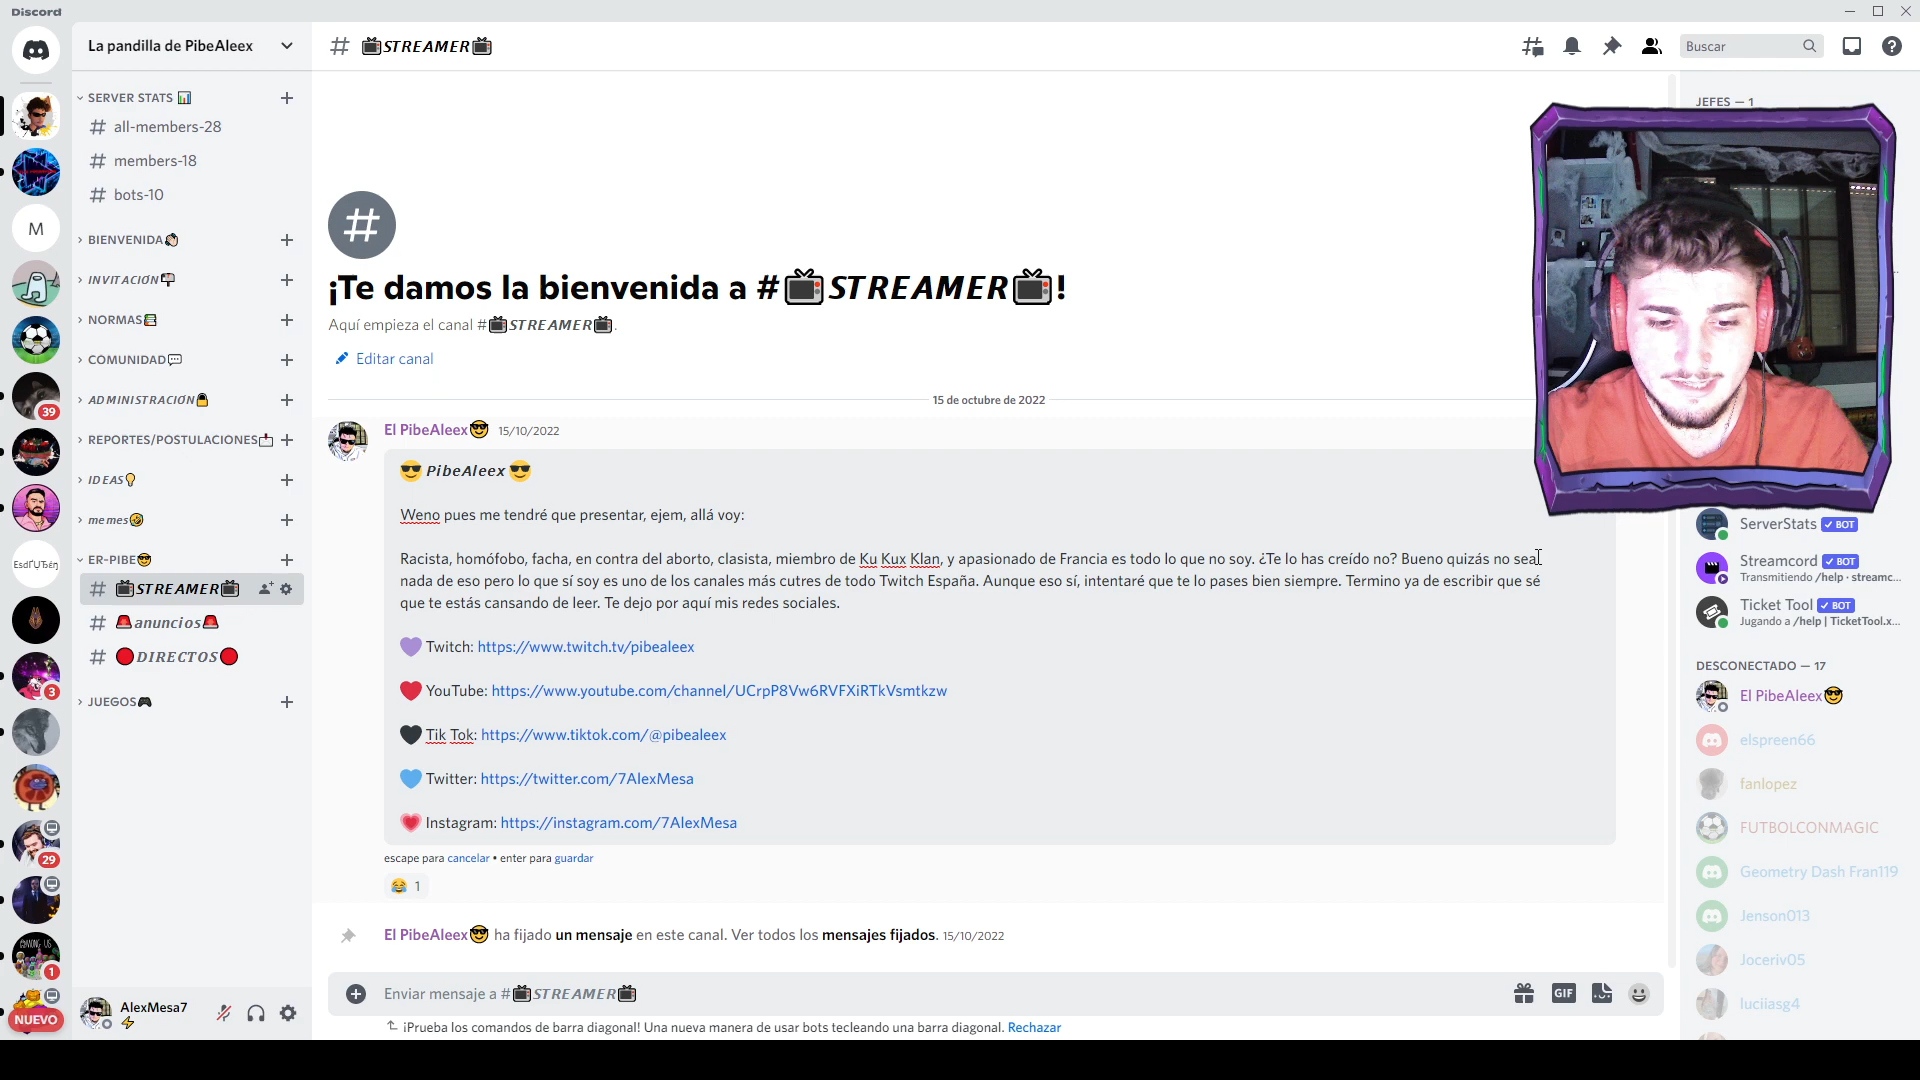 Discord
La pandilla de PibeAleex
STREAMER
Buscar
SERVER STATS
all-members-28
members-18
bots-10
M
BIENVENIDA
INVITACIÓN
NORMAS
COMUNIDAD
ADMINISTRACIÓN
39
REPORTES/POSTULACIONES
IDEAS
memes
ER-PIBE
STREAMER
anuncios
DIRECTOS
3
JUEGOS
29
1
NUEVO
AlexMesa7
¡Te damos la bienvenida a #STREAMER!
Aquí empieza el canal #STREAMER.
Editar canal
15 de octubre de 2022
El PibeAleex 15/10/2022
PibeAleex
Weno pues me tendré que presentar, ejem, allá voy:
Racista, homófobo, facha, en contra del aborto, clasista, miembro de Ku Kux Klan, y apasionado de Francia es todo lo que no soy. ¿Te lo has creído no? Bueno quizás no sea
nada de eso pero lo que sí soy es uno de los canales más cutres de todo Twitch España. Aunque eso sí, intentaré que te lo pases bien siempre. Termino ya de escribir que sé
que te estás cansando de leer. Te dejo por aquí mis redes sociales.
Twitch: https://www.twitch.tv/pibealeex
YouTube: https://www.youtube.com/channel/UCrpP8Vw6RVFXiRTkVsmtkzw
Tik Tok: https://www.tiktok.com/@pibealeex
Twitter: https://twitter.com/7AlexMesa
Instagram: https://instagram.com/7AlexMesa
escape para cancelar • enter para guardar
1
El PibeAleex ha fijado un mensaje en este canal. Ver todos los mensajes fijados. 15/10/2022
Enviar mensaje a #STREAMER
¡Prueba los comandos de barra diagonal! Una nueva manera de usar bots tecleando una barra diagonal. Rechazar
GIF
JEFES — 1
ServerStats BOT
Streamcord BOT
Transmitiendo /help · streamc...
Ticket Tool BOT
Jugando a /help | TicketTool.x...
DESCONECTADO — 17
El PibeAleex
elspreen66
fanlopez
FUTBOLCONMAGIC
Geometry Dash Fran119
Jenson013
Joceriv05
luciiasg4